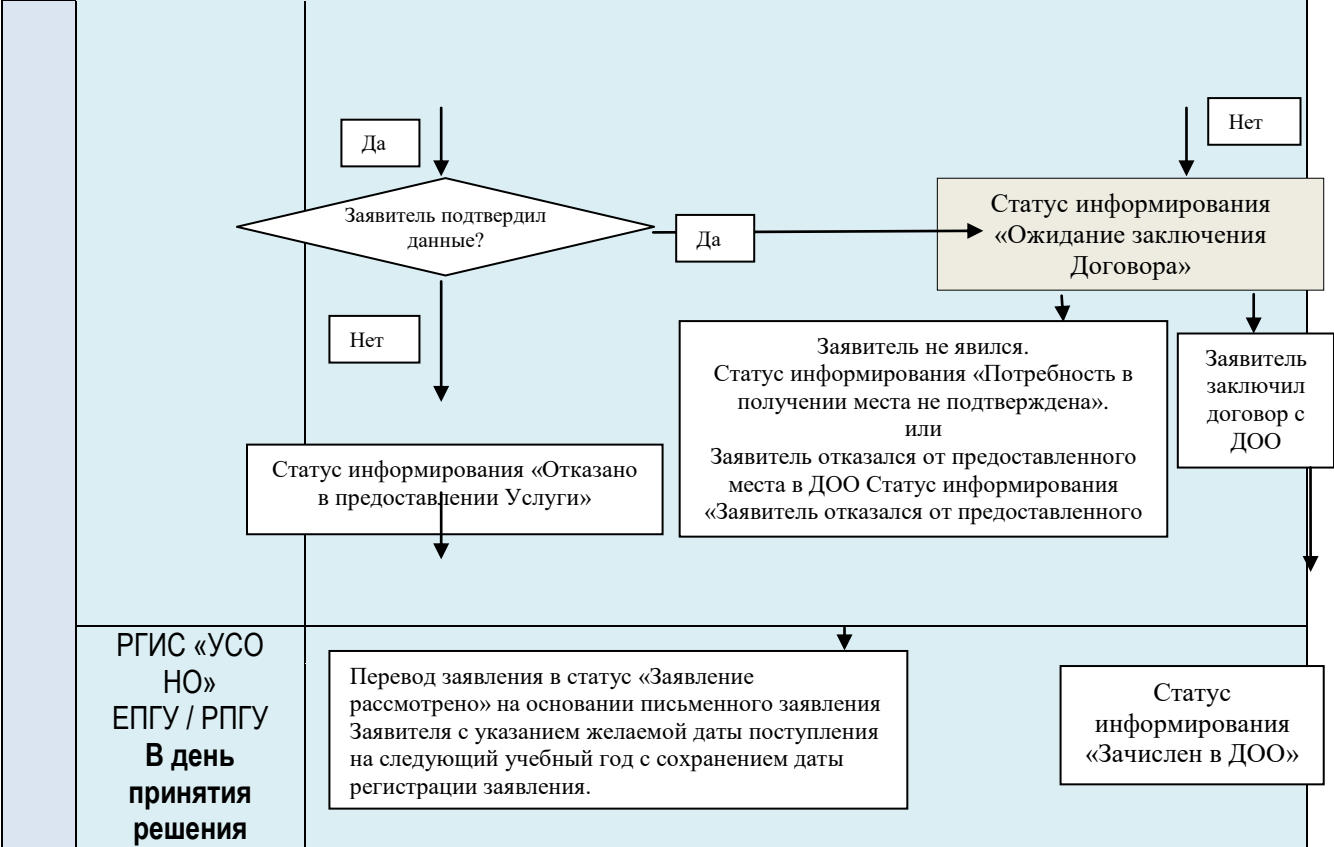 Да
Нет
Заявитель подтвердил
данные?
Да
Статус информирования
«Ожидание заключения
Договора»
Нет
Заявитель не явился.
Статус информирования «Потребность в
получении места не подтверждена».
или
Заявитель отказался от предоставленного
места в ДОО Статус информирования
«Заявитель отказался от предоставленного
Заявитель
заключил
договор с
ДОО
Статус информирования «Отказано
в предоставлении Услуги»
РГИС «УСО
НО»
ЕПГУ / РПГУ
В день
принятия
решения
Перевод заявления в статус «Заявление
рассмотрено» на основании письменного заявления
Заявителя с указанием желаемой даты поступления
на следующий учебный год с сохранением даты
регистрации заявления.
Статус
информирования
«Зачислен в ДОО»